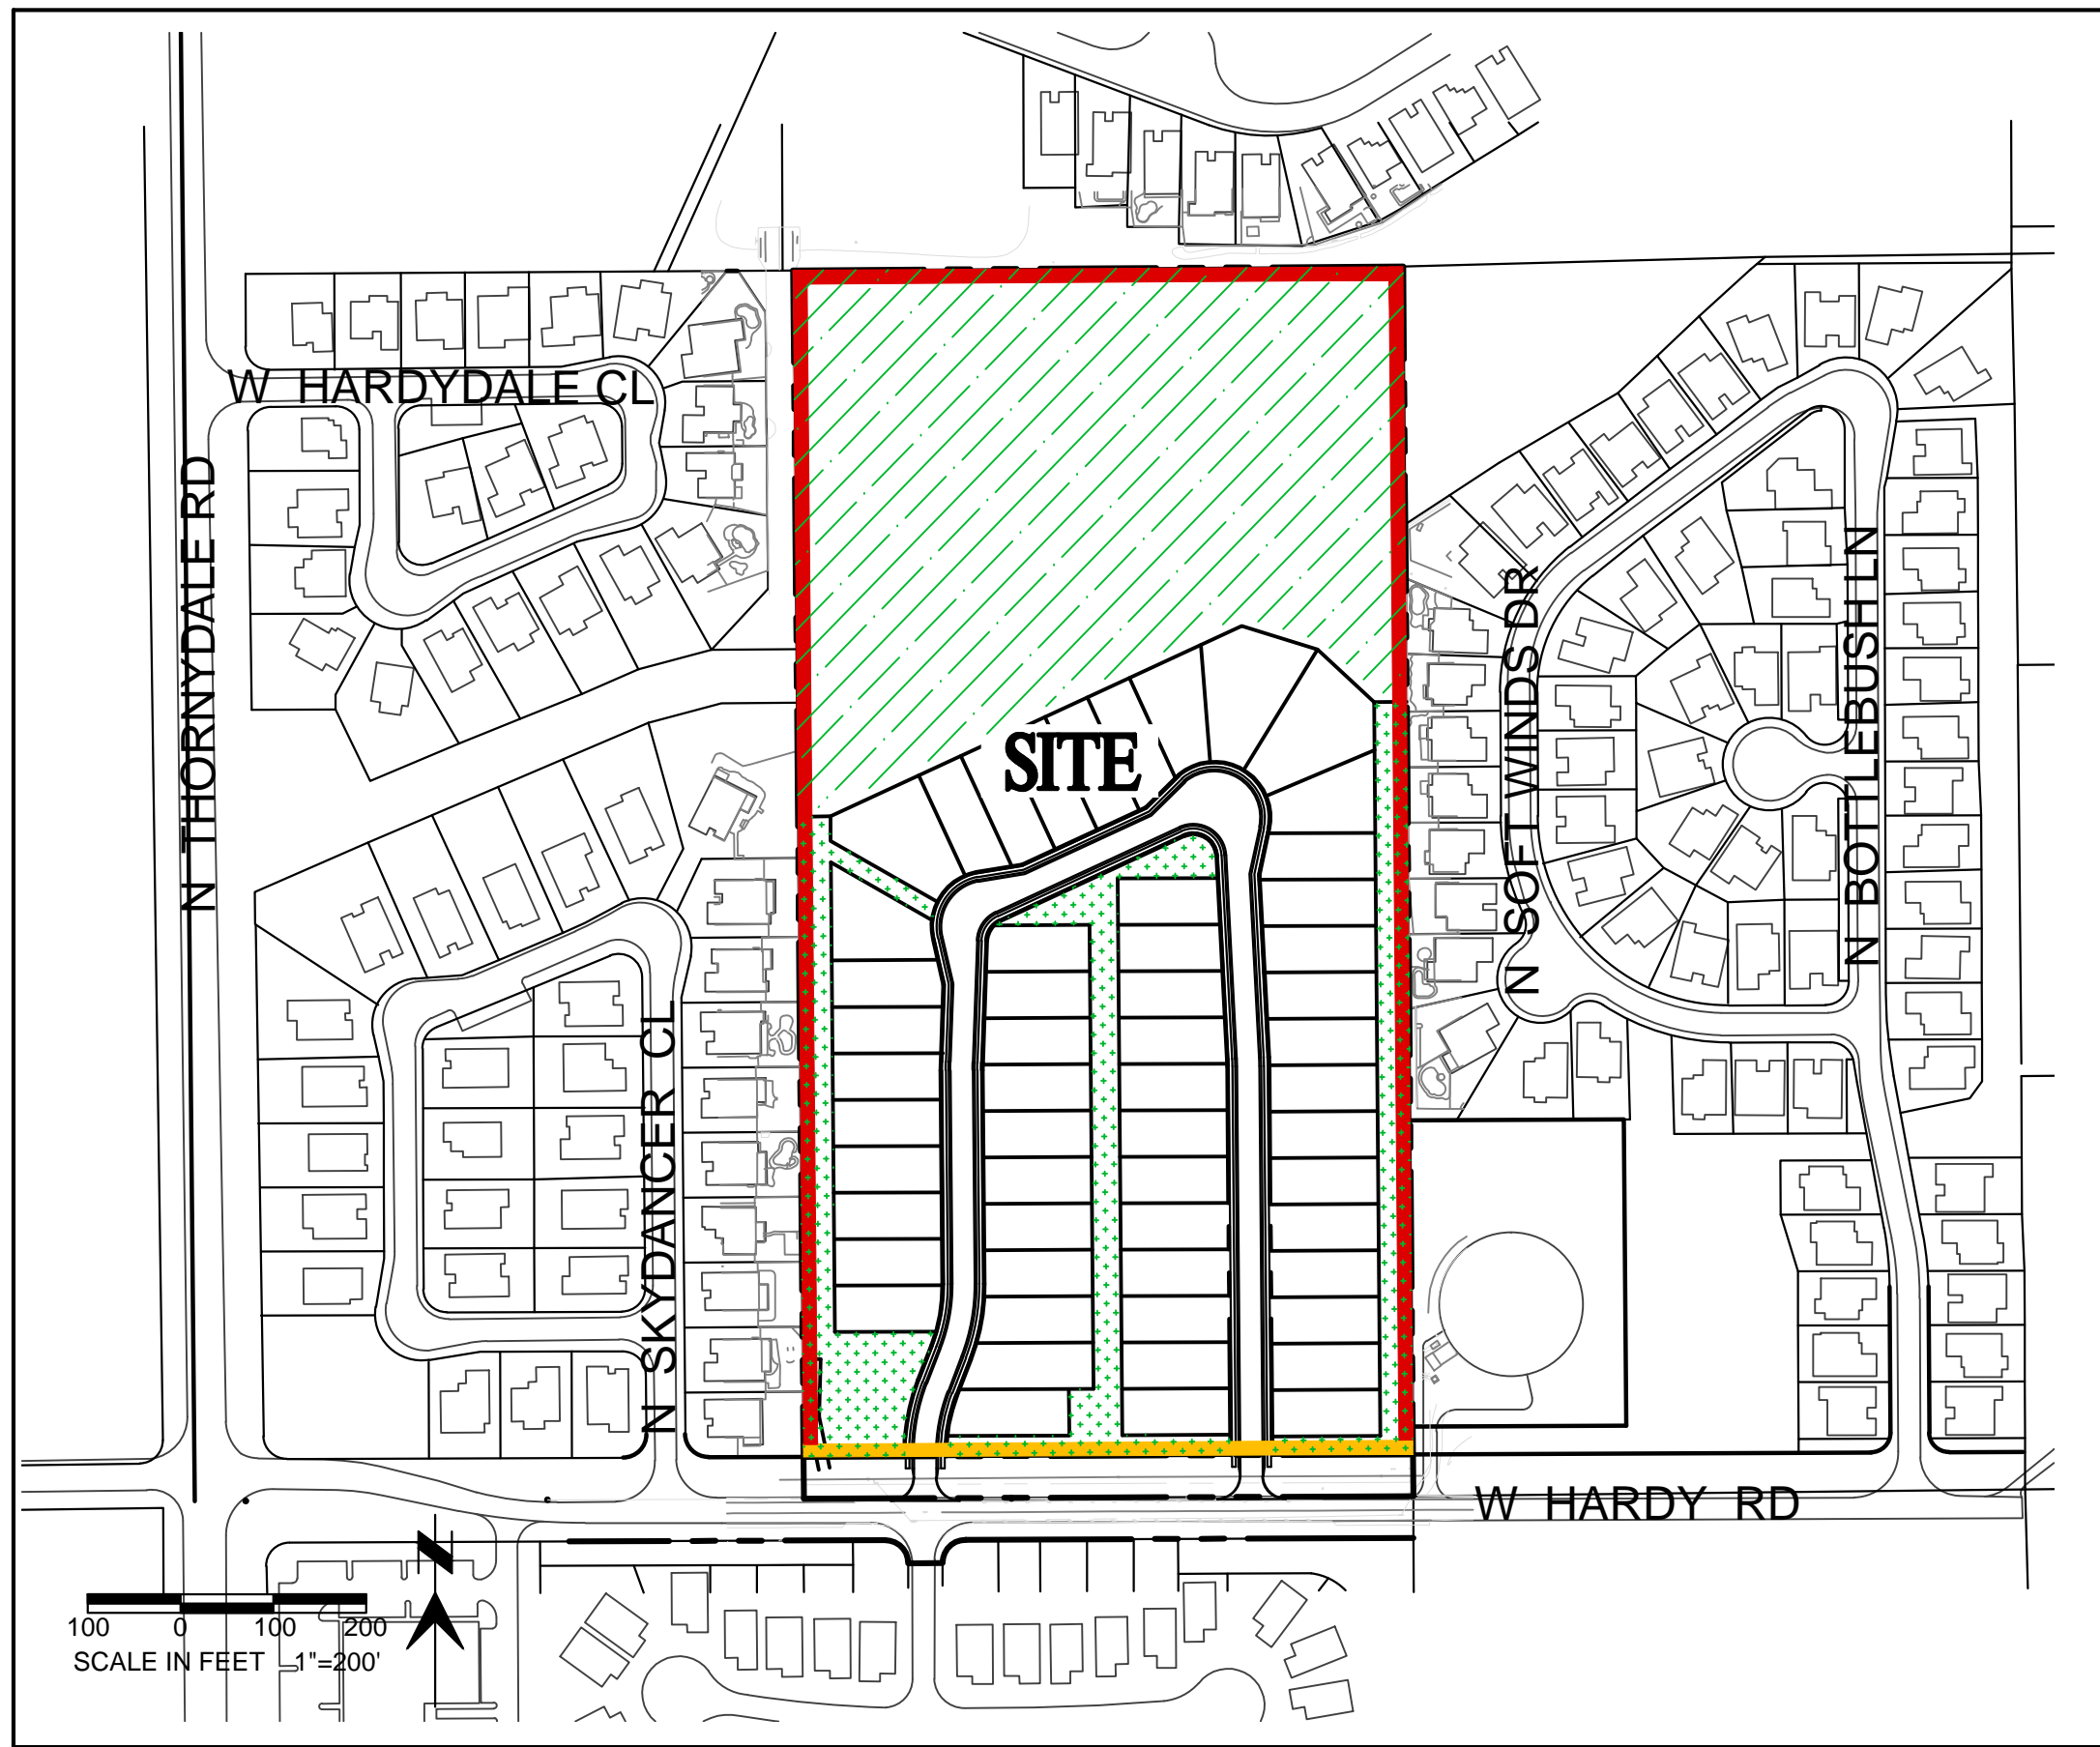 W HARDYDALE CL
N THORNYDALE RD
SITE
N SOFT WINDS DR
N BOTTLEBUSH LN
N SKYDANCER CL
W HARDY RD
N
100 0 100 200
SCALE IN FEET 1"=200'